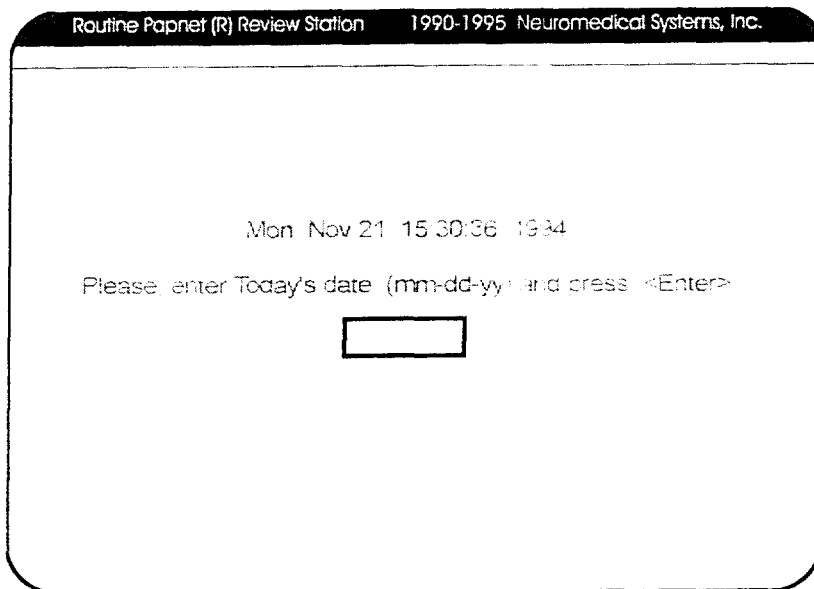 Routine Papnet (R) Review Station 1990-1995 Neuromedical Systems, Inc.
Mon Nov 21 15:30:36 1994
Please, enter Today's date (mm-dd-yy) and press <Enter>